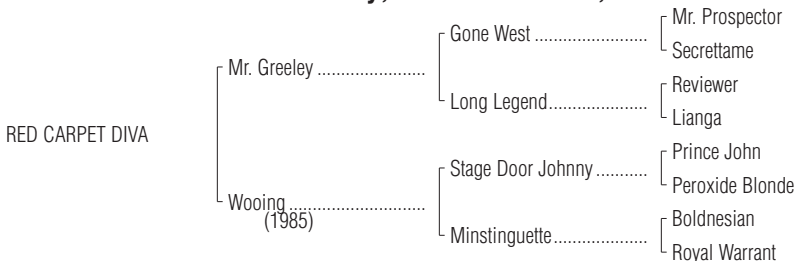 Mr. Prospector
Gone West ........................
Secrettame
Mr. Greeley .......................
Reviewer
Long Legend.....................
Lianga
RED CARPET DIVA
Prince John
Stage Door Johnny ...........
Peroxide Blonde
Wooing .............................
(1985)
Boldnesian
Minstinguette....................
Royal Warrant